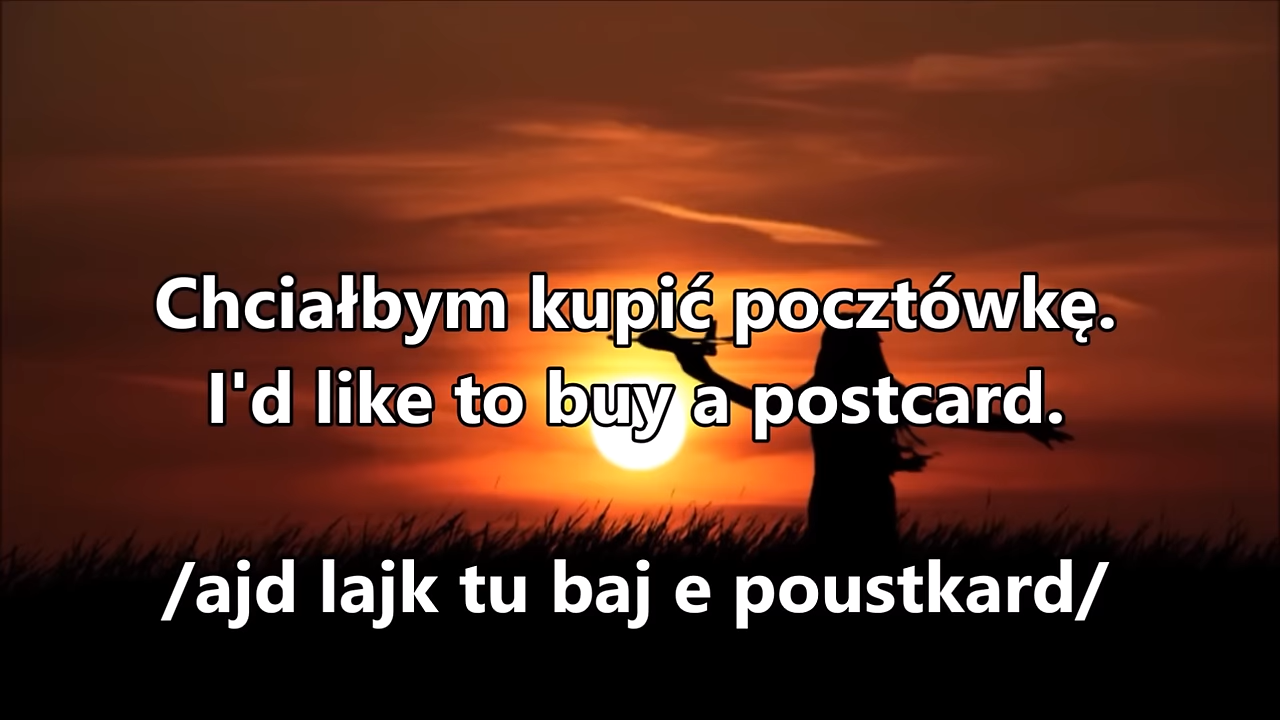 Chciałbym kupić pocztówkę.
I'd like to buy a postcard.
/ajd lajk tu baj e poustkard/